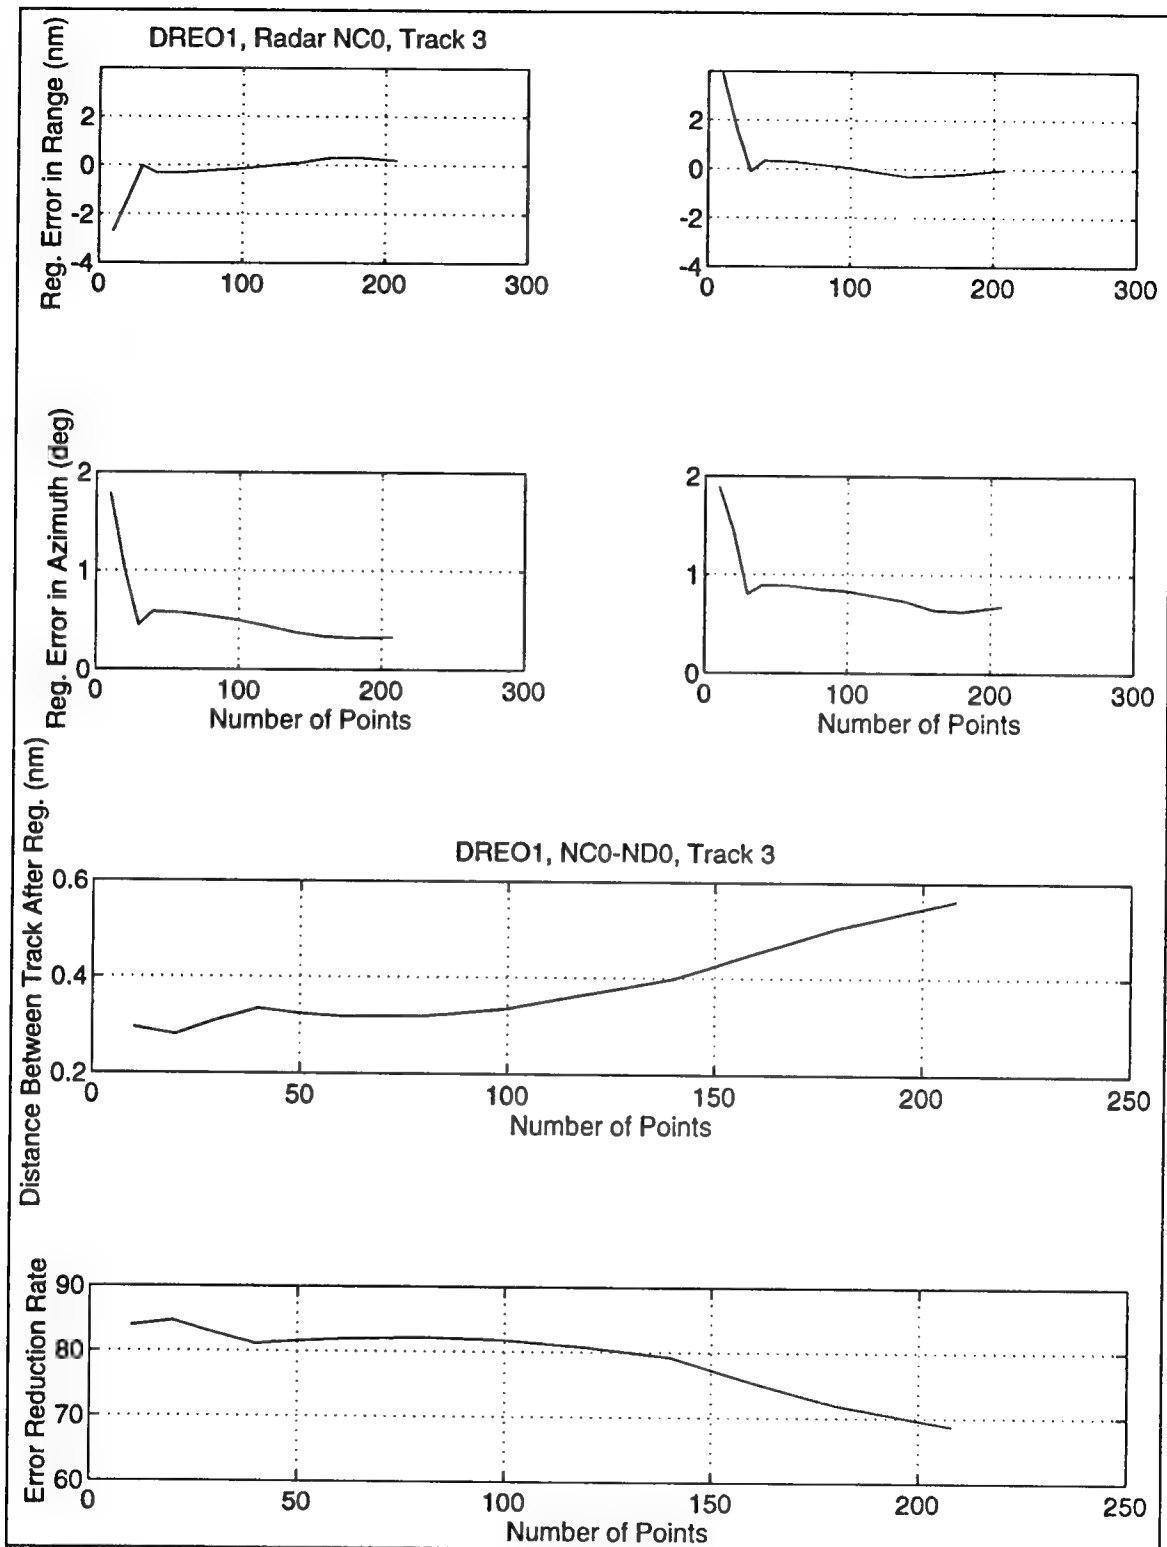 DREO1, Radar NC0, Track 3
Reg. Error in Range (nm)
2
0
-2
-4
0 100 200 300
2
0
-2
-4
0 100 200 300
Reg. Error in Azimuth (deg)
2
1
0
0 100 200 300
Number of Points
2
1
0
0 100 200 300
Number of Points
DREO1, NC0-ND0, Track 3
Distance Between Track After Reg. (nm)
0.6
0.4
0.2
0 50 100 150 200 250
Number of Points
Error Reduction Rate
90
80
70
60
0 50 100 150 200 250
Number of Points